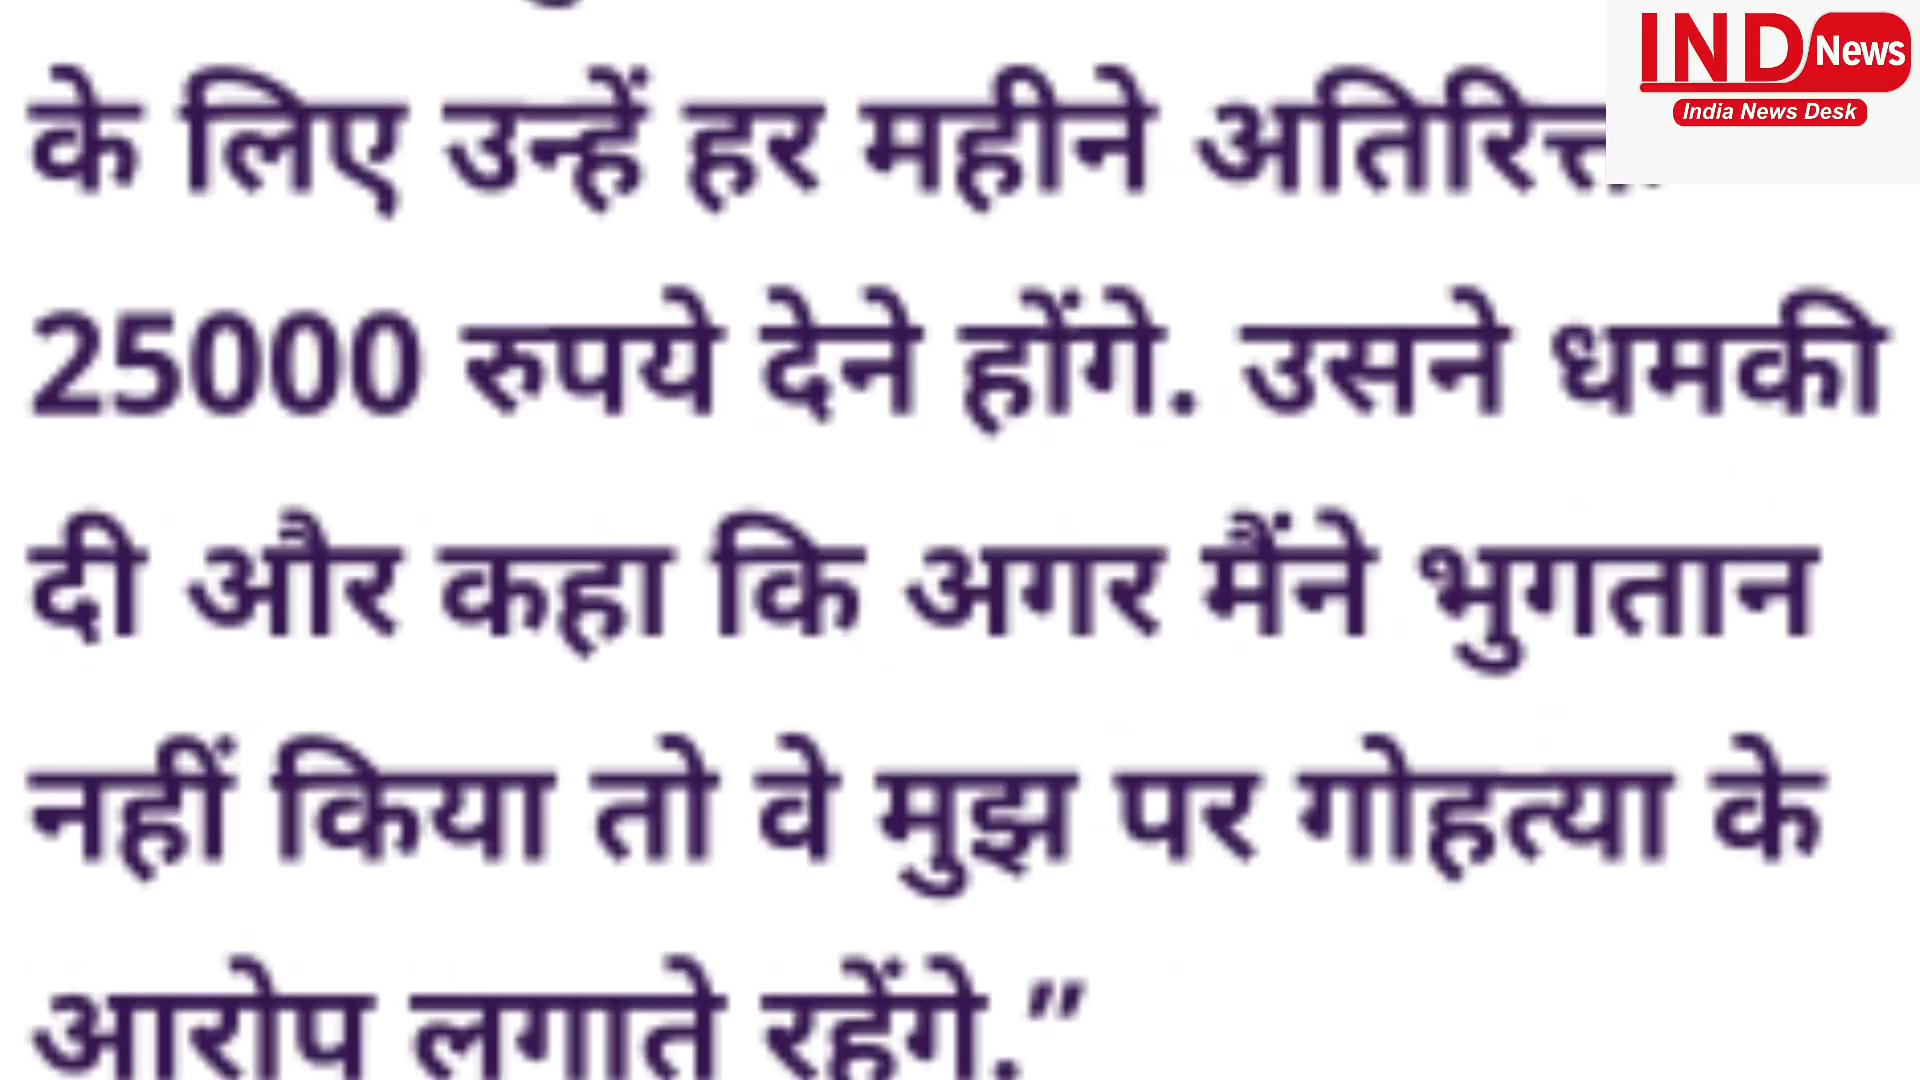 IND News
India News Desk
के लिए उन्हें हर महीने
25000 रुपये देने होंगे. उसने धमकी
दी और कहा कि अगर मैंने भुगतान
नहीं किया तो वे मुझ पर गोहत्या के
आरोप लगाते रहेंगे.”